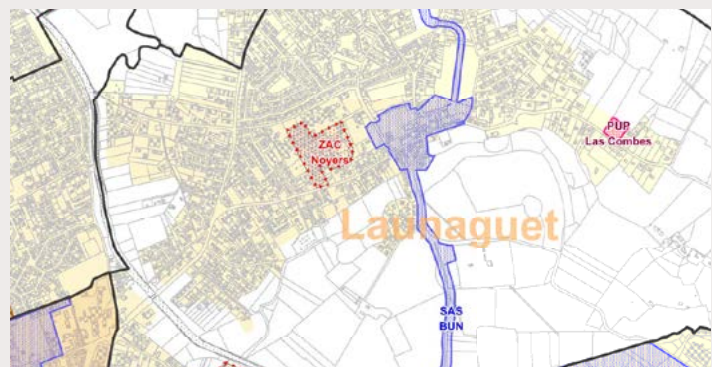 ZAC
Noyers
PUP
Las Combes
Launaguet
SAS
BUN